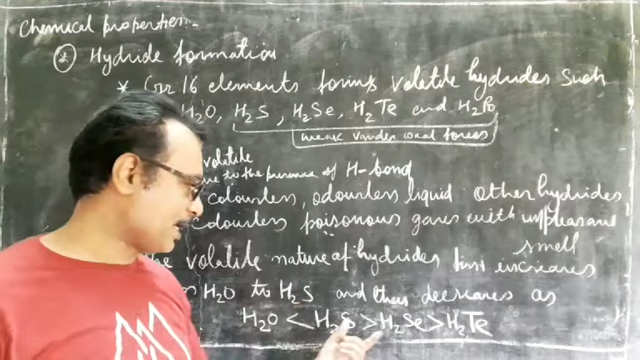 Chemical properties:-
② Hydride formation
* Gr 16 elements forms volatile hydrides such
H₂O, H₂S, H₂Se, H₂Te and H₂Po
weak vander waal forces
volatile
due to the presence of H-bond
colourless, odourless liquid other hydrides
colourless poisonous gases with unpleasant
smell
The volatile nature of hydrides first increases
H₂O to H₂S and then decreases as
H₂O < H₂S > H₂Se > H₂Te